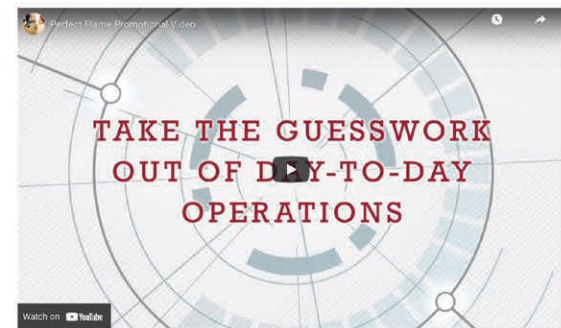 Perfect Flame Promotional Video
TAKE THE GUESSWORK
OUT OF DAY-TO-DAY
OPERATIONS
Watch on YouTube